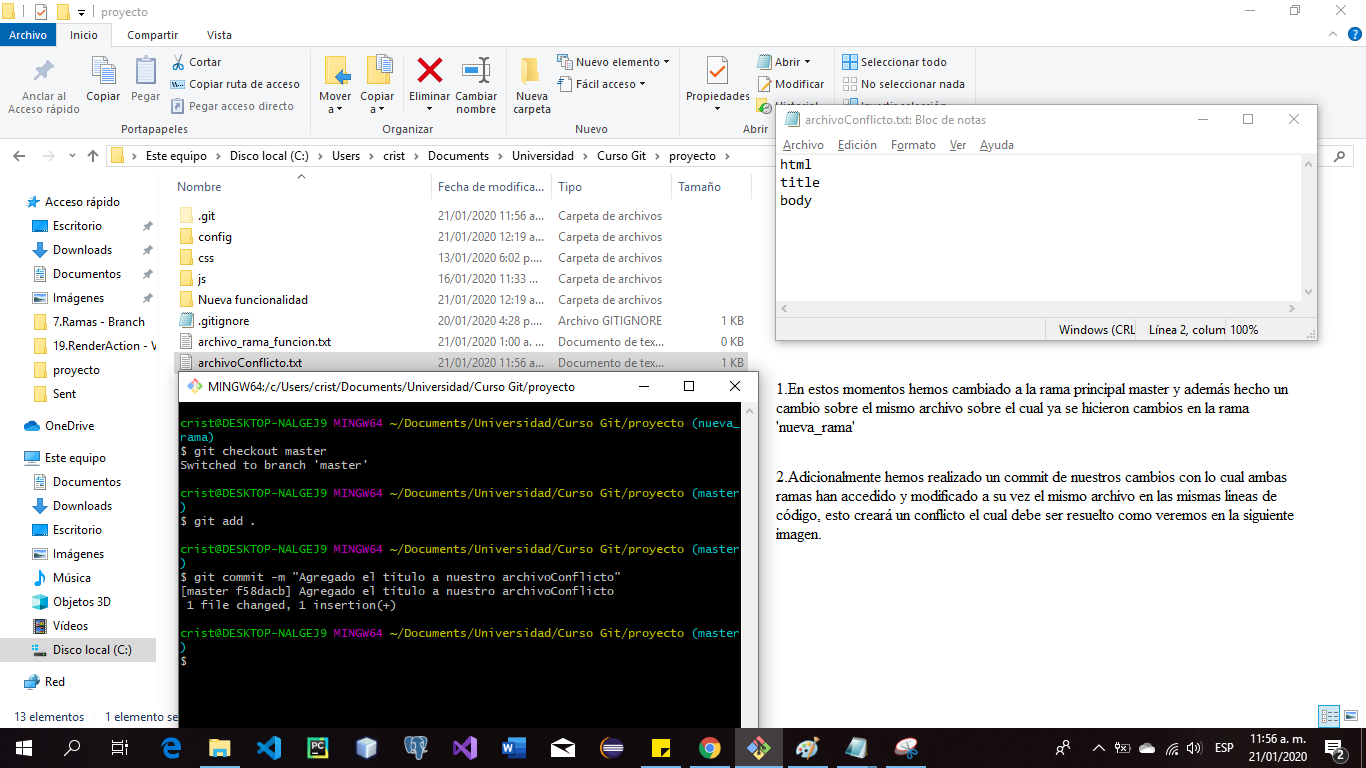 proyecto
Archivo Inicio Compartir Vista
Anclar al Acceso rápido
Copiar
Pegar
Cortar
Copiar ruta de acceso
Pegar acceso directo
Portapapeles
Mover a
Copiar a
Eliminar
Cambiar nombre
Organizar
Nueva carpeta
Nuevo elemento
Fácil acceso
Nuevo
Propiedades
Abrir
Modificar
Historial
Abrir
Seleccionar todo
No seleccionar nada
Invertir selección
Este equipo > Disco local (C:) > Users > crist > Documents > Universidad > Curso Git > proyecto >
Acceso rápido
Escritorio
Downloads
Documentos
Imágenes
7.Ramas - Branch
19.RenderAction - V
proyecto
Sent
OneDrive
Este equipo
Documentos
Downloads
Escritorio
Imágenes
Música
Objetos 3D
Vídeos
Disco local (C:)
Red
13 elementos 1 elemento se
Nombre Fecha de modifica... Tipo Tamaño
.git 21/01/2020 11:56 a... Carpeta de archivos
config 21/01/2020 12:19 a... Carpeta de archivos
css 13/01/2020 6:02 p.... Carpeta de archivos
js 16/01/2020 11:33 ... Carpeta de archivos
Nueva funcionalidad 21/01/2020 12:19 a... Carpeta de archivos
.gitignore 20/01/2020 4:28 p.... Archivo GITIGNORE 1 KB
archivo_rama_funcion.txt 21/01/2020 1:00 a. ... Documento de tex... 0 KB
archivoConflicto.txt 21/01/2020 11:56 a... Documento de tex... 1 KB
archivoConflicto.txt: Bloc de notas
Archivo Edición Formato Ver Ayuda
html
title
body
Windows (CRL Línea 2, colum 100%
MINGW64:/c/Users/crist/Documents/Universidad/Curso Git/proyecto
crist@DESKTOP-NALGEJ9 MINGW64 ~/Documents/Universidad/Curso Git/proyecto (nueva_
rama)
$ git checkout master
Switched to branch 'master'
crist@DESKTOP-NALGEJ9 MINGW64 ~/Documents/Universidad/Curso Git/proyecto (master
)
$ git add .
crist@DESKTOP-NALGEJ9 MINGW64 ~/Documents/Universidad/Curso Git/proyecto (master
)
$ git commit -m "Agregado el título a nuestro archivoConflicto"
[master f58dacb] Agregado el título a nuestro archivoConflicto
1 file changed, 1 insertion(+)
crist@DESKTOP-NALGEJ9 MINGW64 ~/Documents/Universidad/Curso Git/proyecto (master
)
$
1.En estos momentos hemos cambiado a la rama principal master y además hecho un
cambio sobre el mismo archivo sobre el cual ya se hicieron cambios en la rama
'nueva_rama'
2.Adicionalmente hemos realizado un commit de nuestros cambios con lo cual ambas
ramas han accedido y modificado a su vez el mismo archivo en las mismas lineas de
código, esto creará un conflicto el cual debe ser resuelto como veremos en la siguiente
imagen.
ESP
11:56 a. m.
21/01/2020
2